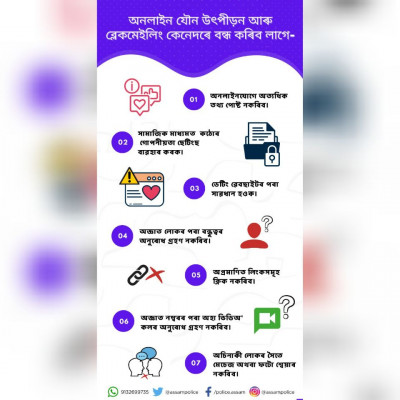 অনলাইন যৌন উৎপীড়ন আৰু
ব্লেকমেইলিং কেনেদৰে বন্ধ কৰিব লাগে-
01
অনলাইনযোগে অত্যধিক
তথ্য পোষ্ট নকৰিব।
02
সামাজিক মাধ্যমত কঠোৰ
গোপনীয়তা ছেটিংছ
ব্যৱহাৰ কৰক।
03
ডেটিং ৱেবছাইটৰ পৰা
সাৱধান হওক।
04
অজ্ঞাত লোকৰ পৰা বন্ধুত্বৰ
অনুৰোধ গ্ৰহণ নকৰিব।
05
অপ্ৰমাণিত লিংকসমূহ
ক্লিক নকৰিব।
06
অজ্ঞাত নম্বৰৰ পৰা অহা ভিডিঅ'
কলৰ অনুৰোধ গ্ৰহণ নকৰিব।
07
অচিনাকী লোকৰ সৈতে
মেচেজ অথবা ফটো শ্বেয়াৰ
নকৰিব।
9132699735 @assampolice /police.assam @assampolice